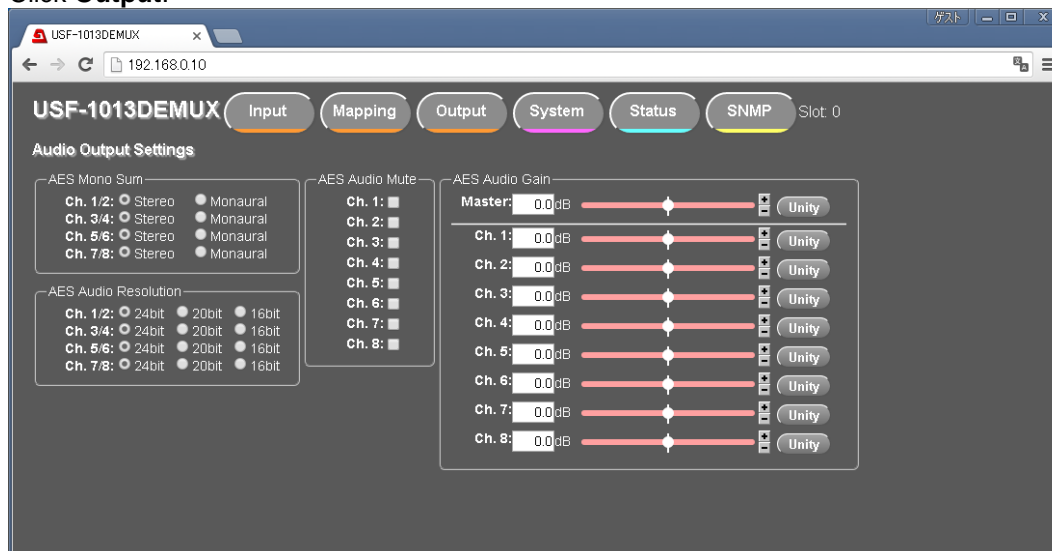 Click Output.
ゲスト
USF-1013DEMUX
192.168.0.10
USF-1013DEMUX Input Mapping Output System Status SNMP Slot: 0
Audio Output Settings
AES Mono Sum
Ch. 1/2: Stereo Monaural
Ch. 3/4: Stereo Monaural
Ch. 5/6: Stereo Monaural
Ch. 7/8: Stereo Monaural
AES Audio Resolution
Ch. 1/2: 24bit 20bit 16bit
Ch. 3/4: 24bit 20bit 16bit
Ch. 5/6: 24bit 20bit 16bit
Ch. 7/8: 24bit 20bit 16bit
AES Audio Mute
Ch. 1:
Ch. 2:
Ch. 3:
Ch. 4:
Ch. 5:
Ch. 6:
Ch. 7:
Ch. 8:
AES Audio Gain
Master: 0.0 dB + - Unity
Ch. 1: 0.0 dB + - Unity
Ch. 2: 0.0 dB + - Unity
Ch. 3: 0.0 dB + - Unity
Ch. 4: 0.0 dB + - Unity
Ch. 5: 0.0 dB + - Unity
Ch. 6: 0.0 dB + - Unity
Ch. 7: 0.0 dB + - Unity
Ch. 8: 0.0 dB + - Unity